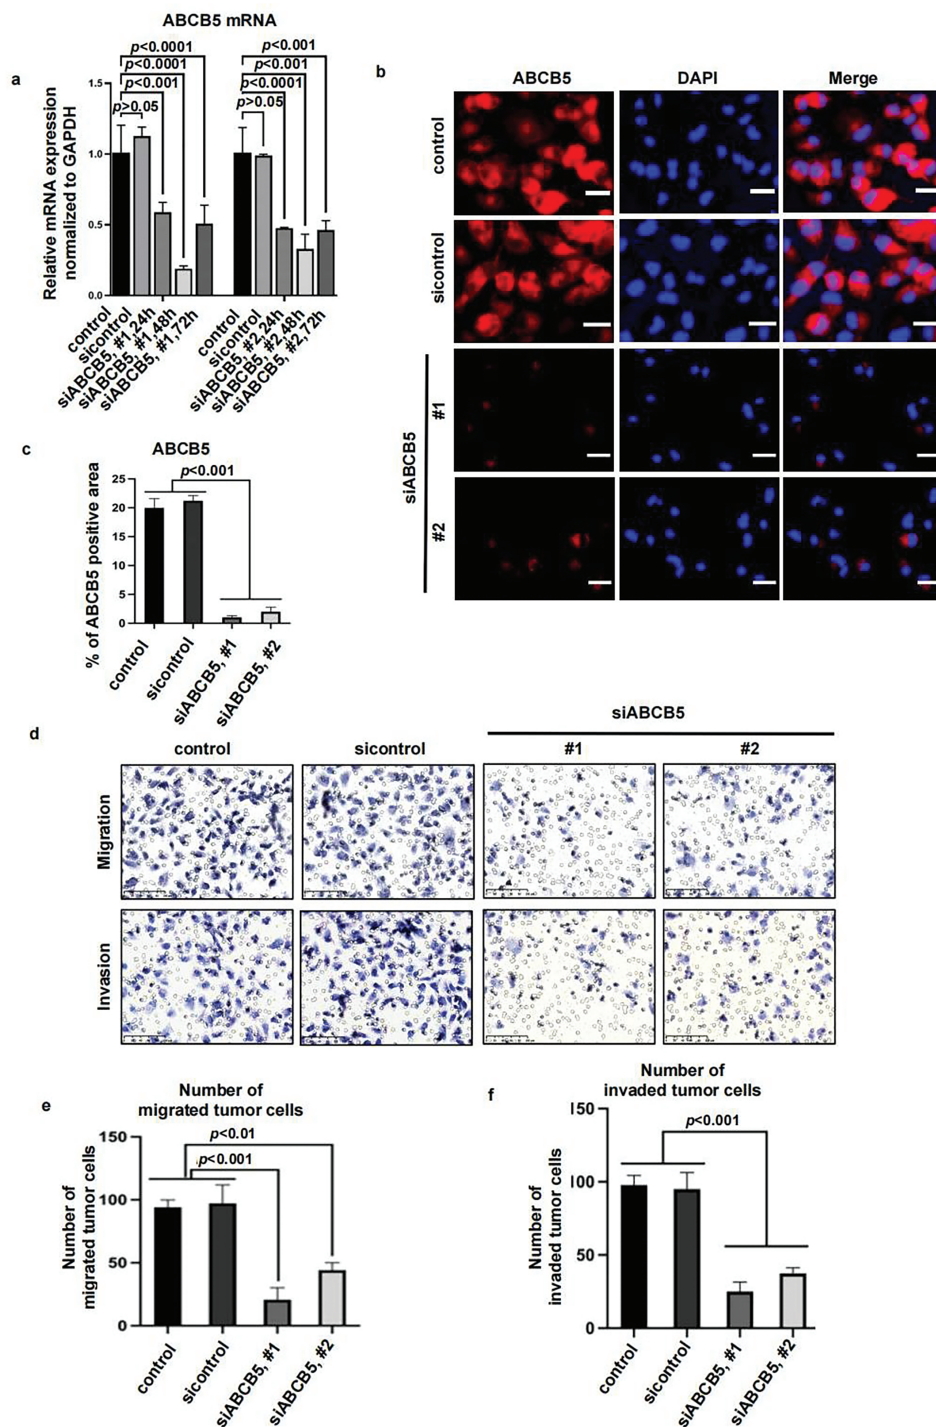 ABCB5 mRNA
a
p<0.0001
p<0.0001
p<0.001
p>0.05
p<0.001
p<0.001
p<0.0001
p>0.05
Relative mRNA expression
normalized to GAPDH
1.5
1.0
0.5
0.0
control
sicontrol
siABCB5, #1,24h
siABCB5, #1,48h
siABCB5, #1,72h
control
sicontrol
siABCB5, #2,24h
siABCB5, #2,48h
siABCB5, #2,72h
b
ABCB5 DAPI Merge
control
sicontrol
siABCB5
#1
#2
c
ABCB5
p<0.001
% of ABCB5 positive area
25
20
15
10
5
0
control
sicontrol
siABCB5, #1
siABCB5, #2
d
siABCB5
control sicontrol #1 #2
Migration
Invasion
e
Number of
migrated tumor cells
p<0.01
p<0.001
Number of
migrated tumor cells
150
100
50
0
control
sicontrol
siABCB5, #1
siABCB5, #2
f
Number of
invaded tumor cells
p<0.001
Number of
invaded tumor cells
150
100
50
0
control
sicontrol
siABCB5, #1
siABCB5, #2